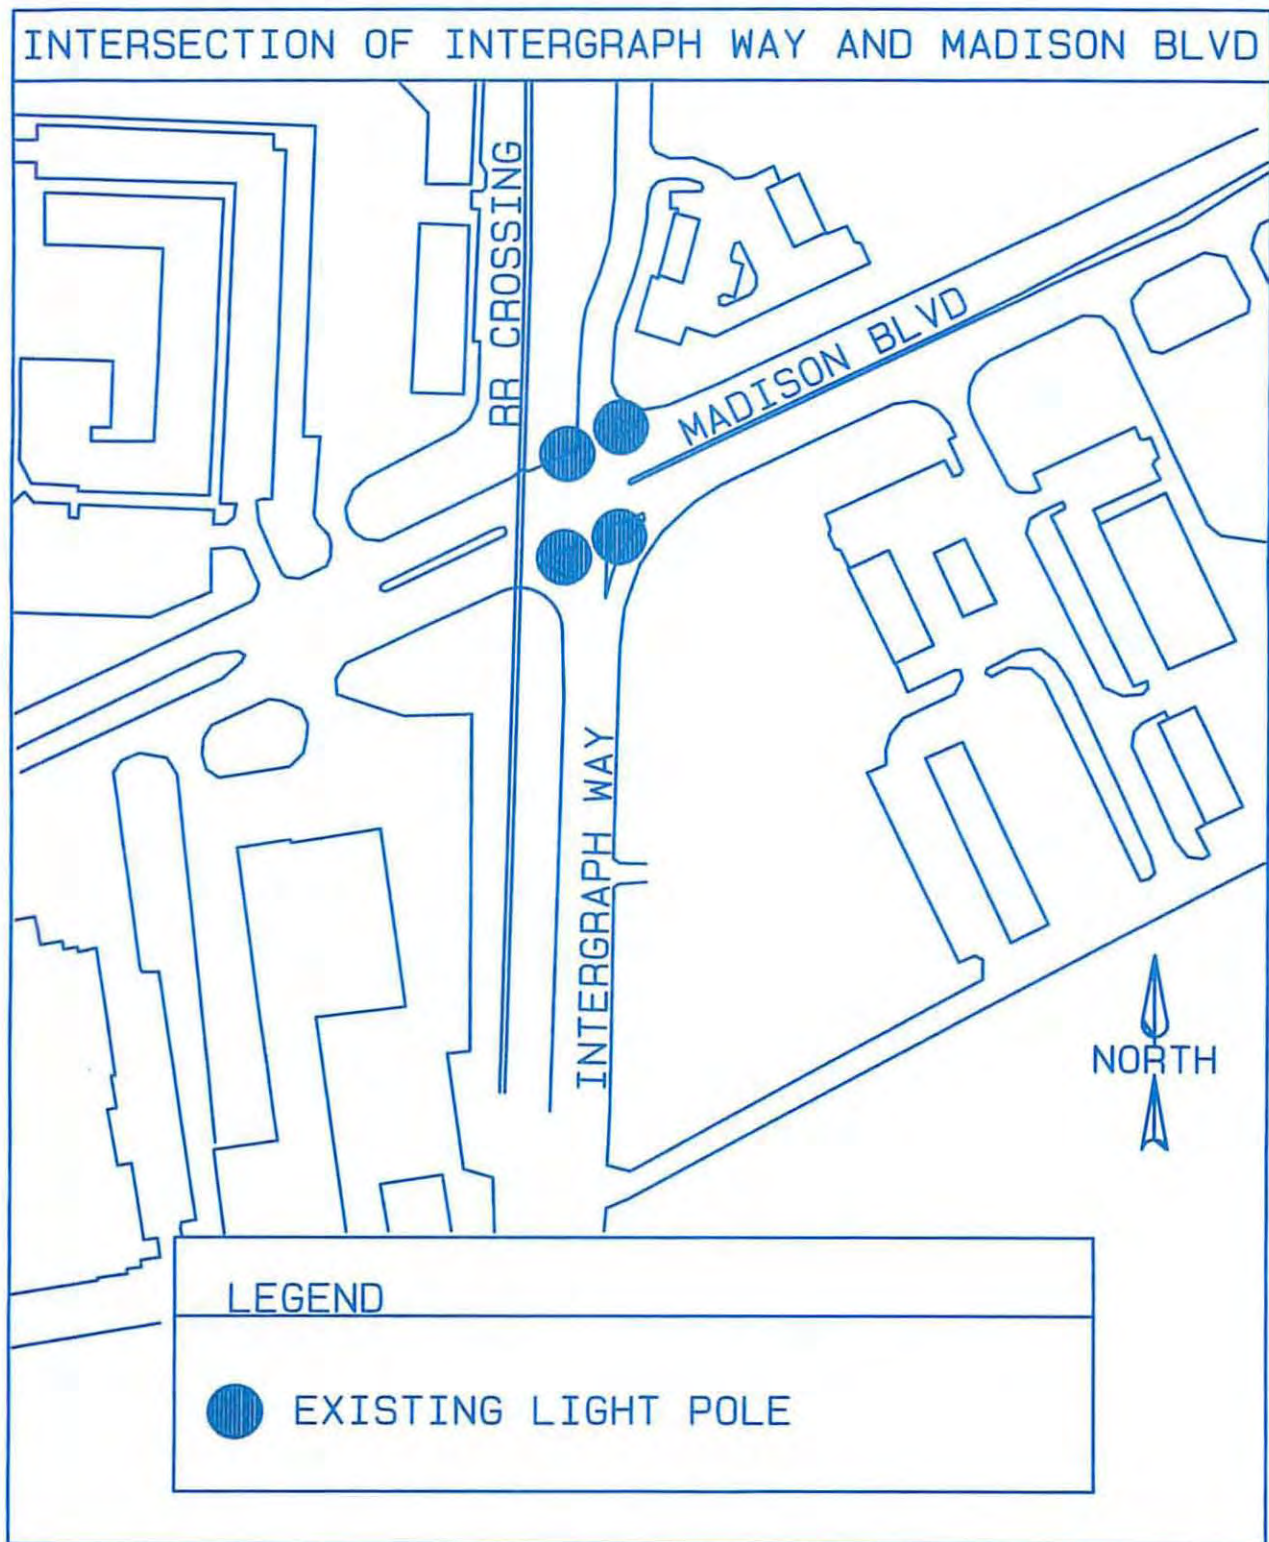 INTERSECTION OF INTERGRAPH WAY AND MADISON BLVD
RR CROSSING
MADISON BLVD
INTERGRAPH WAY
NORTH
LEGEND
EXISTING LIGHT POLE